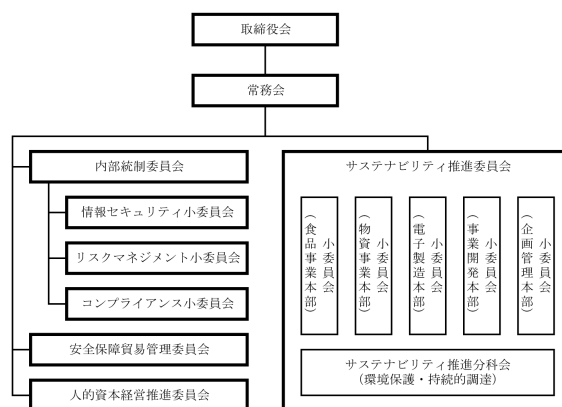 取締役会
常務会
内部統制委員会
情報セキュリティ小委員会
リスクマネジメント小委員会
コンプライアンス小委員会
安全保障貿易管理委員会
人的資本経営推進委員会
サステナビリティ推進委員会
小委員会
（食品事業本部）
小委員会
（物資事業本部）
小委員会
（電子製造本部）
小委員会
（事業開発本部）
小委員会
（企画管理本部）
サステナビリティ推進分科会
（環境保護・持続的調達）